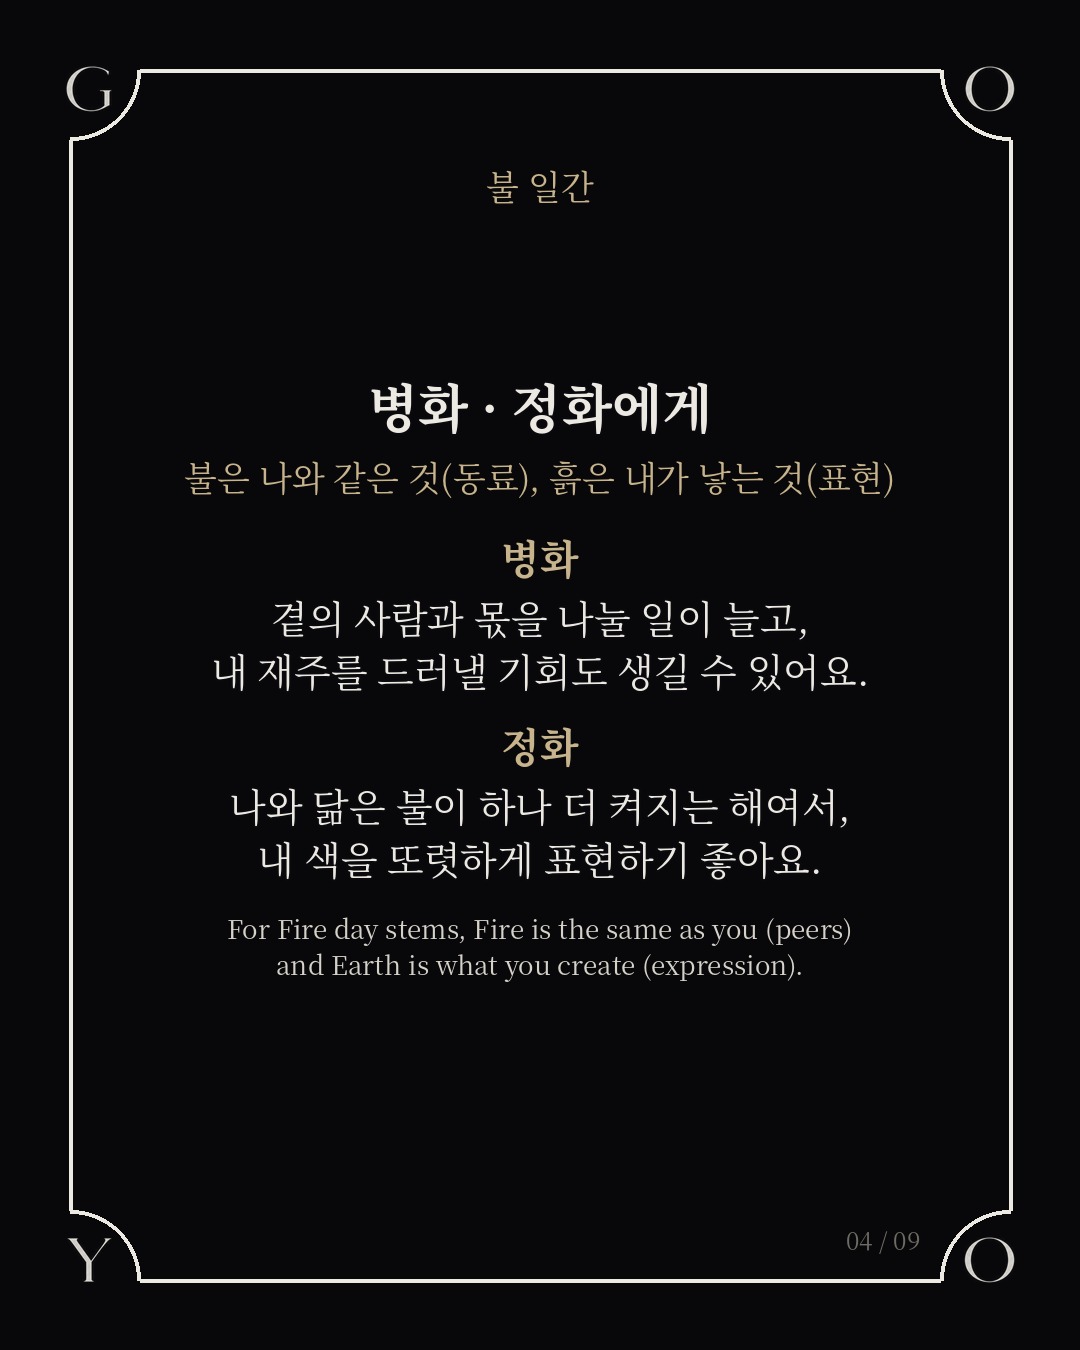 G O
불 일간
병화 · 정화에게
불은 나와 같은 것(동료), 흙은 내가 낳는 것(표현)
병화
곁의 사람과 몫을 나눌 일이 늘고,
내 재주를 드러낼 기회도 생길 수 있어요.
정화
나와 닮은 불이 하나 더 켜지는 해여서,
내 색을 또렷하게 표현하기 좋아요.
For Fire day stems, Fire is the same as you (peers)
and Earth is what you create (expression).
04 / 09
Y O